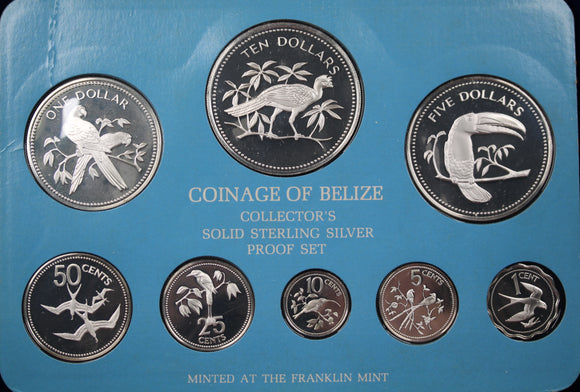 ONE DOLLAR
TEN DOLLARS
FIVE DOLLARS
COINAGE OF BELIZE
COLLECTOR'S
SOLID STERLING SILVER
PROOF SET
50 CENTS
25
CENTS
10
CENTS
5
CENTS
1
CENT
MINTED AT THE FRANKLIN MINT